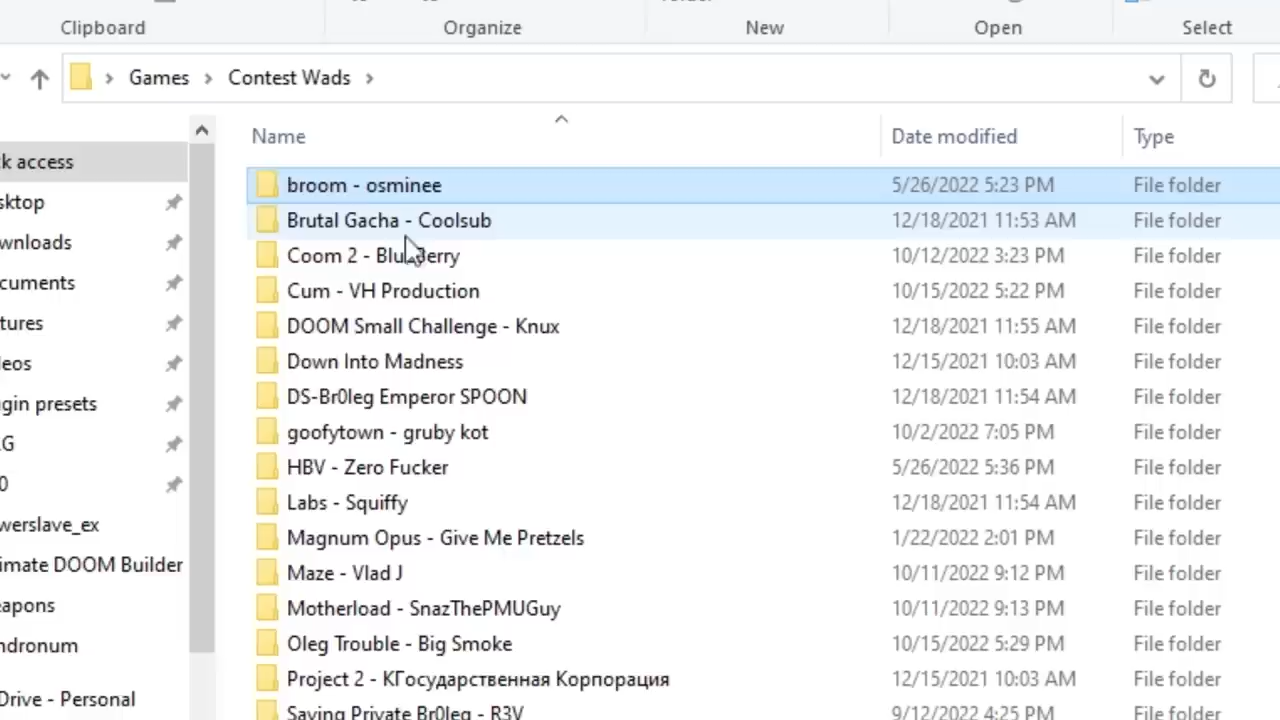 Clipboard
Organize
New
Open
Select
Games
Contest Wads
Name
Date modified
Type
ck access
sktop
wnloads
cuments
tures
leos
gin presets
G
0
werslave_ex
imate DOOM Builder
eapons
ndronum
Drive - Personal
broom - osminee 5/26/2022 5:23 PM File folder
Brutal Gacha - Coolsub 12/18/2021 11:53 AM File folder
Coom 2 - BlueBerry 10/12/2022 3:23 PM File folder
Cum - VH Production 10/15/2022 5:22 PM File folder
DOOM Small Challenge - Knux 12/18/2021 11:55 AM File folder
Down Into Madness 12/15/2021 10:03 AM File folder
DS-Br0leg Emperor SPOON 12/18/2021 11:54 AM File folder
goofytown - gruby kot 10/2/2022 7:05 PM File folder
HBV - Zero Fucker 5/26/2022 5:36 PM File folder
Labs - Squiffy 12/18/2021 11:54 AM File folder
Magnum Opus - Give Me Pretzels 1/22/2022 2:01 PM File folder
Maze - Vlad J 10/11/2022 9:12 PM File folder
Motherload - SnazThePMUGuy 10/11/2022 9:13 PM File folder
Oleg Trouble - Big Smoke 10/15/2022 5:29 PM File folder
Project 2 - КГосударственная Корпорация 12/15/2021 10:03 AM File folder
Saving Private Br0leg - R3V 9/12/2022 4:25 PM File folder